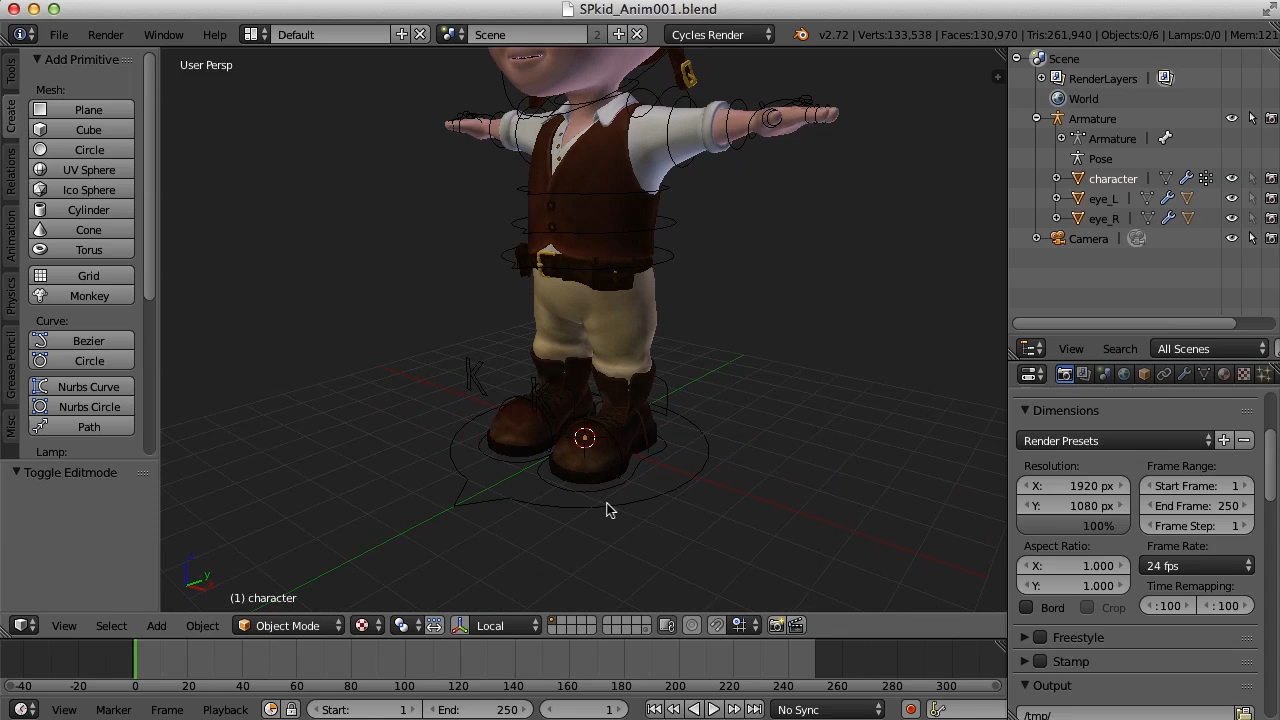 SPkid_Anim001.blend
File Render Window Help Default Scene 2 Cycles Render v2.72 | Verts:133,538 | Faces:130,970 | Tris:261,940 | Objects:0/6 | Lamps:0/0 | Mem:121
Tools
Create
Relations
Animation
Physics
Grease Pencil
Misc
Add Primitive
Mesh:
Plane
Cube
Circle
UV Sphere
Ico Sphere
Cylinder
Cone
Torus
Grid
Monkey
Curve:
Bezier
Circle
Nurbs Curve
Nurbs Circle
Path
Lamp:
Toggle Editmode
User Persp
K
k
z
y
x
(1) character
View Select Add Object Object Mode Local
-40 -20 0 20 40 60 80 100 120 140 160 180 200 220 240 260 280 300
View Marker Frame Playback Start: 1 End: 250 1 No Sync
Scene
RenderLayers
World
Armature
Armature
Pose
character
eye_L
eye_R
Camera
View Search All Scenes
Dimensions
Render Presets
Resolution:
X: 1920 px
Y: 1080 px
100%
Frame Range:
Start Frame: 1
End Frame: 250
Frame Step: 1
Aspect Ratio:
X: 1.000
Y: 1.000
Bord Crop
Frame Rate:
24 fps
Time Remapping:
:100 :100
Freestyle
Stamp
Output
/tmp/